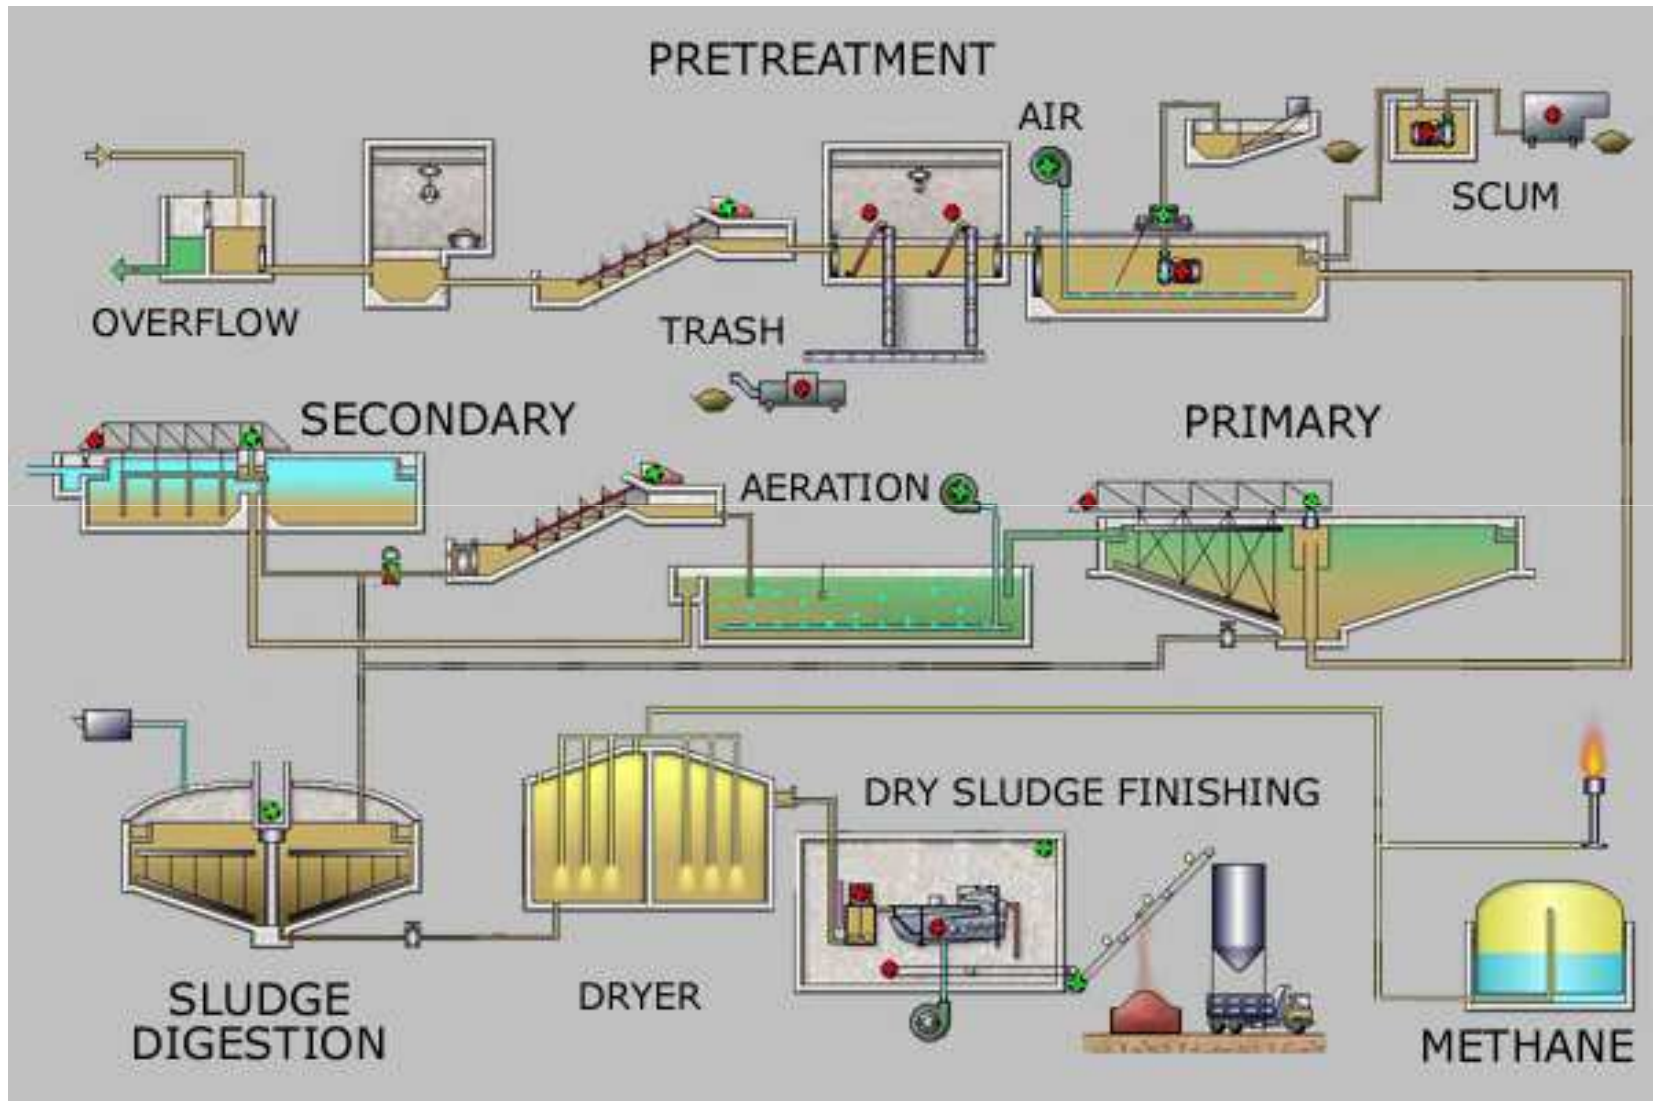 PRETREATMENT
AIR
SCUM
OVERFLOW
TRASH
SECONDARY
PRIMARY
AERATION
DRY SLUDGE FINISHING
SLUDGE
DIGESTION
DRYER
METHANE